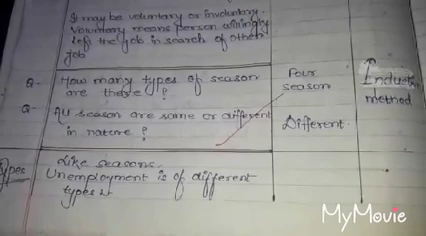 It may be voluntary or involuntary.
Voluntary means person willingly
left the job in search of other
job
Q- How many types of season
are there ?
Four
season
Inductive
method
Q- All season are same or different
in nature ?
Different.
Types
Like seasons.
Unemployment is of different
types
MyMovie